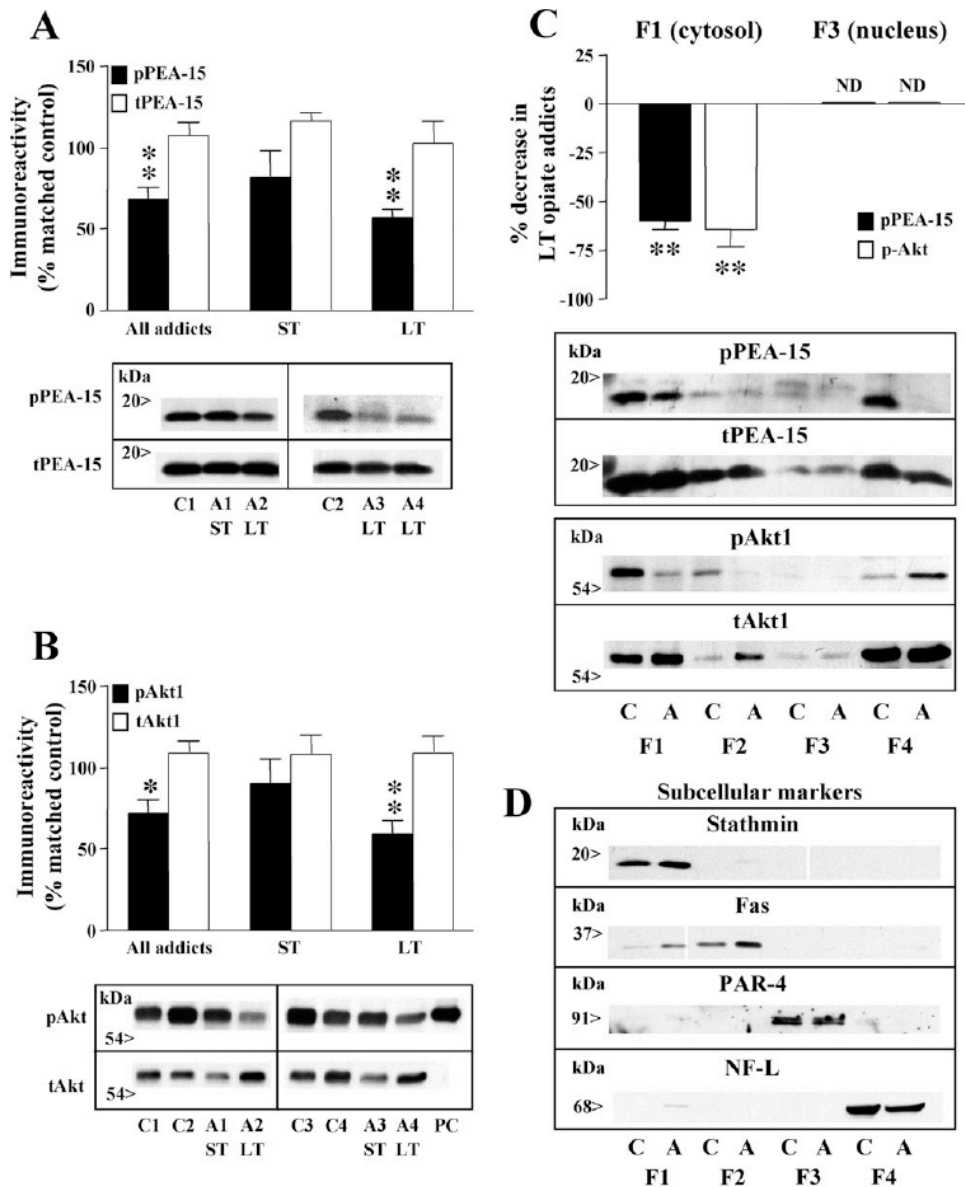 A
150
100
50
0
Immunoreactivity
(% matched control)
pPEA-15
tPEA-15
**
**
All addicts ST LT
kDa
pPEA-15
20>
tPEA-15
20>
C1 A1 A2 C2 A3 A4
ST LT LT LT
B
150
100
50
0
Immunoreactivity
(% matched control)
pAkt1
tAkt1
*
**
All addicts ST LT
kDa
pAkt
54>
tAkt
54>
C1 C2 A1 A2 C3 C4 A3 A4 PC
ST LT ST LT
C
F1 (cytosol) F3 (nucleus)
25
0
-25
-50
-75
-100
% decrease in
LT opiate addicts
ND ND
pPEA-15
p-Akt
** **
kDa
pPEA-15
20>
tPEA-15
20>
kDa
pAkt1
54>
tAkt1
54>
C A C A C A C A
F1 F2 F3 F4
D
Subcellular markers
kDa
Stathmin
20>
kDa
Fas
37>
kDa
PAR-4
91>
kDa
NF-L
68>
C A C A C A C A
F1 F2 F3 F4